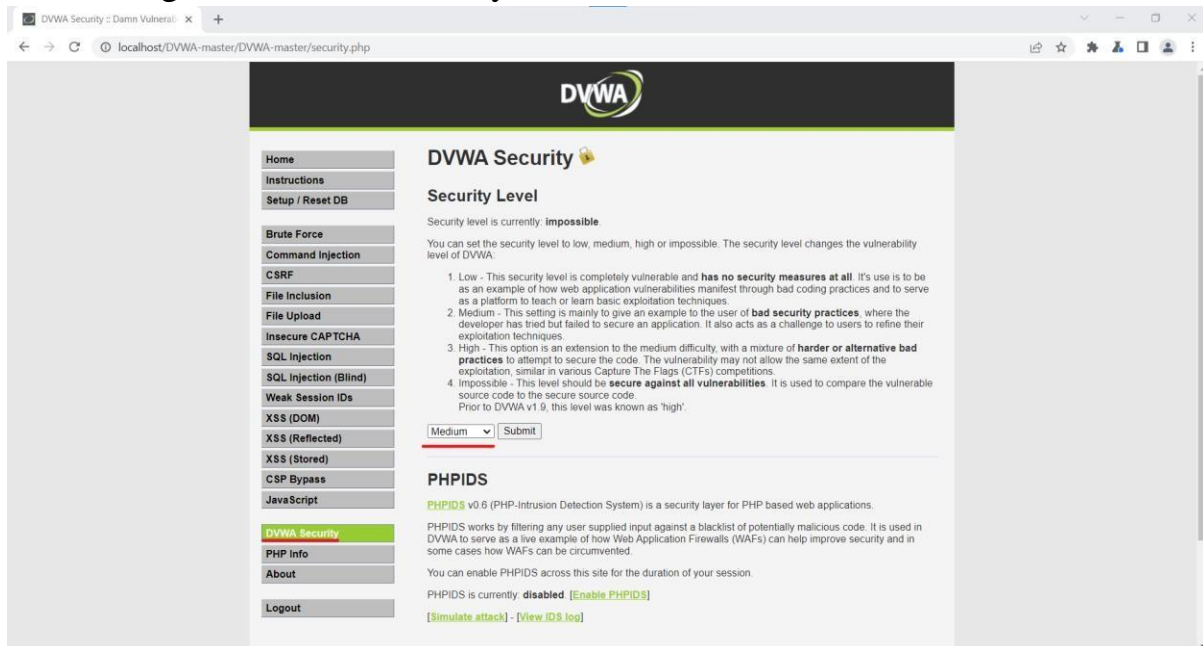 DVWA Security :: Damn Vulnerab
localhost/DVWA-master/DVWA-master/security.php
DVWA
Home
Instructions
Setup / Reset DB
Brute Force
Command Injection
CSRF
File Inclusion
File Upload
Insecure CAPTCHA
SQL Injection
SQL Injection (Blind)
Weak Session IDs
XSS (DOM)
XSS (Reflected)
XSS (Stored)
CSP Bypass
JavaScript
DVWA Security
PHP Info
About
Logout
DVWA Security
Security Level
Security level is currently: impossible.
You can set the security level to low, medium, high or impossible. The security level changes the vulnerability
level of DVWA:
1. Low - This security level is completely vulnerable and has no security measures at all. It's use is to be
as an example of how web application vulnerabilities manifest through bad coding practices and to serve
as a platform to teach or learn basic exploitation techniques.
2. Medium - This setting is mainly to give an example to the user of bad security practices, where the
developer has tried but failed to secure an application. It also acts as a challenge to users to refine their
exploitation techniques.
3. High - This option is an extension to the medium difficulty, with a mixture of harder or alternative bad
practices to attempt to secure the code. The vulnerability may not allow the same extent of the
exploitation, similar in various Capture The Flags (CTFs) competitions.
4. Impossible - This level should be secure against all vulnerabilities. It is used to compare the vulnerable
source code to the secure source code.
Prior to DVWA v1.9, this level was known as 'high'.
Medium Submit
PHPIDS
PHPIDS v0.6 (PHP-Intrusion Detection System) is a security layer for PHP based web applications.
PHPIDS works by filtering any user supplied input against a blacklist of potentially malicious code. It is used in
DVWA to serve as a live example of how Web Application Firewalls (WAFs) can help improve security and in
some cases how WAFs can be circumvented.
You can enable PHPIDS across this site for the duration of your session.
PHPIDS is currently: disabled. [Enable PHPIDS]
[Simulate attack] - [View IDS log]